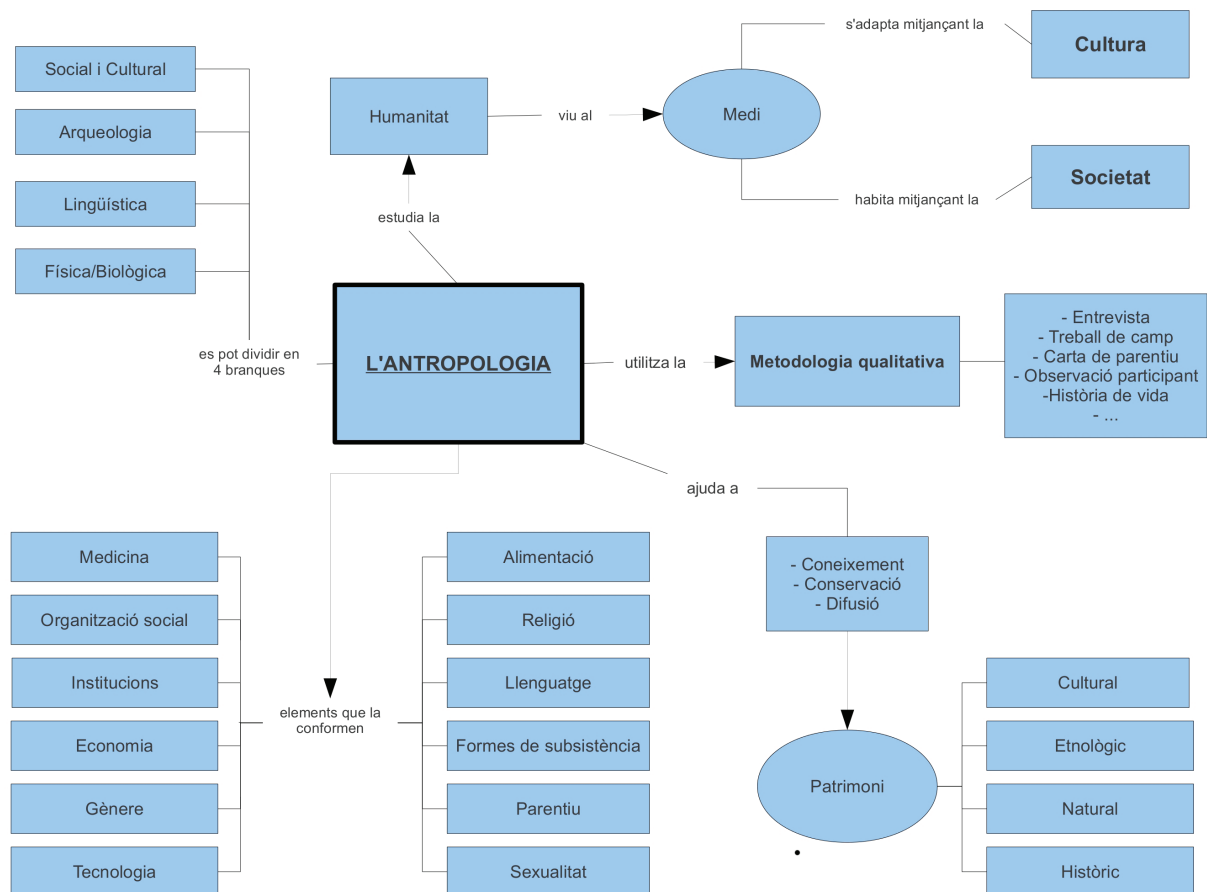 s'adapta mitjançant la
Cultura
Social i Cultural
Arqueologia
Humanitat
viu al
Medi
Lingüística
Societat
habita mitjançant la
estudia la
Física/Biològica
es pot dividir en
4 branques
L'ANTROPOLOGIA
utilitza la
Metodologia qualitativa
- Entrevista
- Treball de camp
- Carta de parentiu
- Observació participant
-Història de vida
- ...
ajuda a
- Coneixement
- Conservació
- Difusió
Patrimoni
Cultural
Etnològic
Natural
Històric
elements que la
conformen
Medicina
Organització social
Institucions
Economia
Gènere
Tecnologia
Alimentació
Religió
Llenguatge
Formes de subsistència
Parentiu
Sexualitat